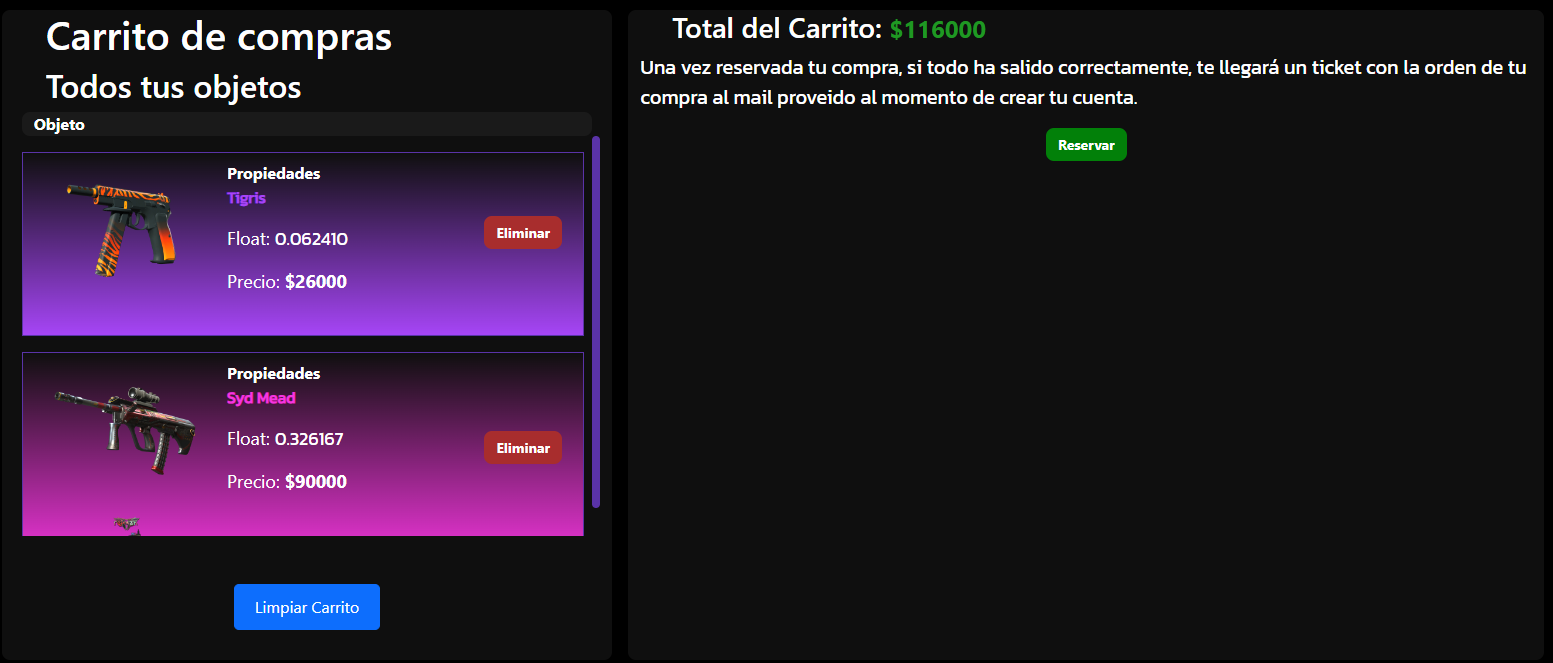 Carrito de compras
Todos tus objetos
Objeto
Propiedades
Tigris
Float: 0.062410
Precio: $26000
Eliminar
Propiedades
Syd Mead
Float: 0.326167
Precio: $90000
Eliminar
Limpiar Carrito
Total del Carrito: $116000
Una vez reservada tu compra, si todo ha salido correctamente, te llegará un ticket con la orden de tu
compra al mail proveido al momento de crear tu cuenta.
Reservar